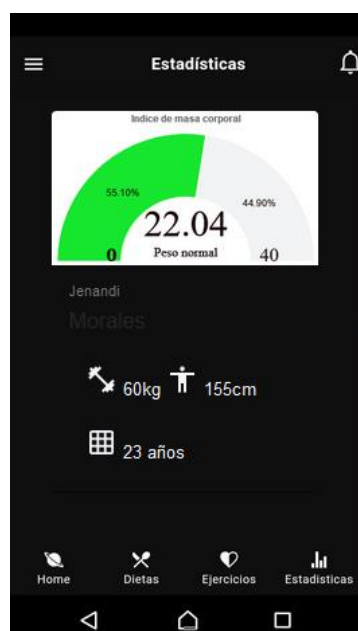 Estadísticas
Indice de masa corporal
55.10%
44.90%
22.04
0 Peso normal 40
Jenandi
Morales
60kg 155cm
23 años
Home Dietas Ejercicios Estadisticas